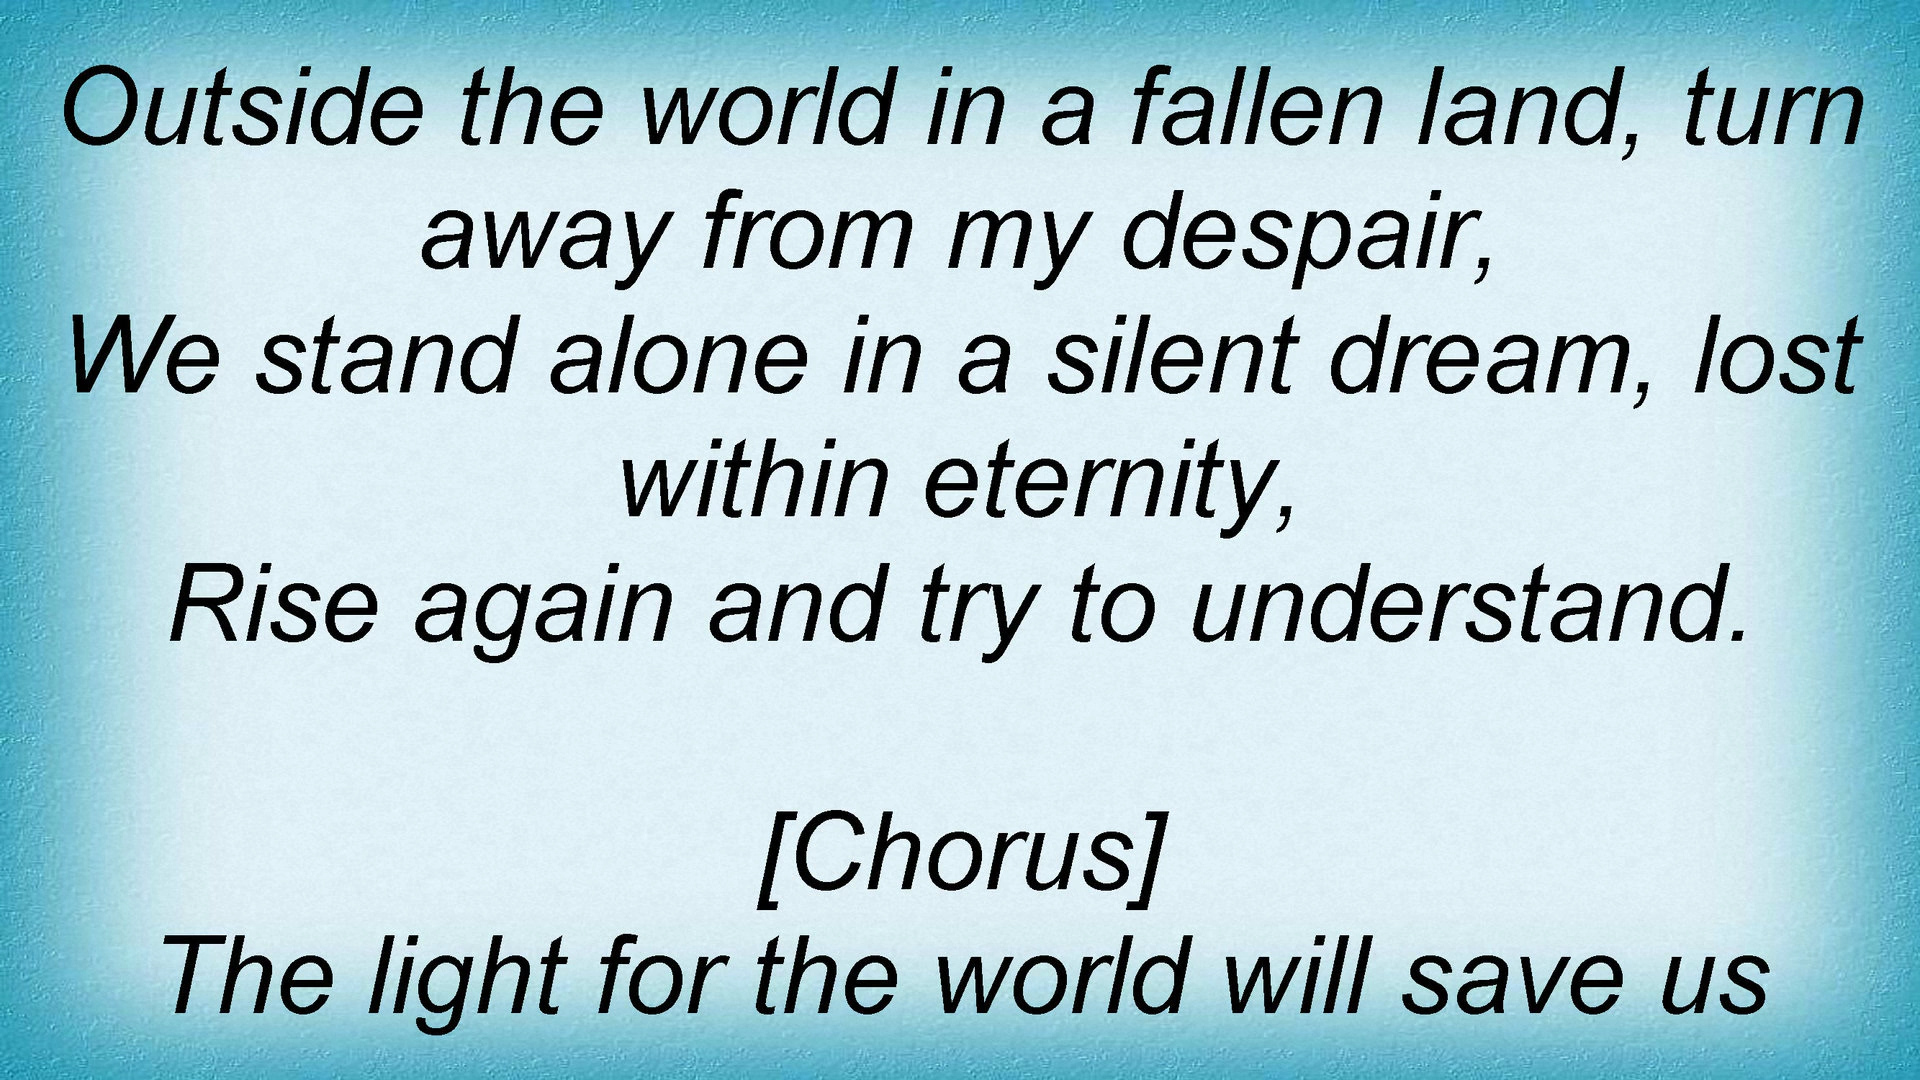 Outside the world in a fallen land, turn
away from my despair,
We stand alone in a silent dream, lost
within eternity,
Rise again and try to understand.
[Chorus]
The light for the world will save us